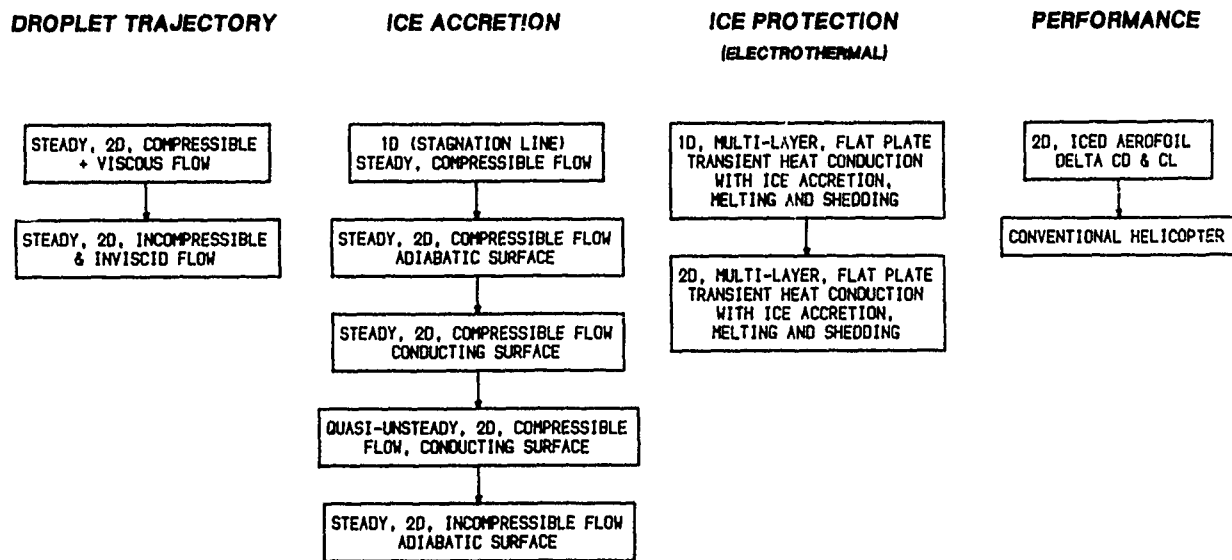 DROPLET TRAJECTORY
STEADY, 2D, COMPRESSIBLE
+ VISCOUS FLOW
STEADY, 2D, INCOMPRESSIBLE
& INVISCID FLOW
ICE ACCRETION
1D (STAGNATION LINE)
STEADY, COMPRESSIBLE FLOW
STEADY, 2D, COMPRESSIBLE FLOW
ADIABATIC SURFACE
STEADY, 2D, COMPRESSIBLE FLOW
CONDUCTING SURFACE
QUASI-UNSTEADY, 2D, COMPRESSIBLE
FLOW, CONDUCTING SURFACE
STEADY, 2D, INCOMPRESSIBLE FLOW
ADIABATIC SURFACE
ICE PROTECTION
(ELECTROTHERMAL)
1D, MULTI-LAYER, FLAT PLATE
TRANSIENT HEAT CONDUCTION
WITH ICE ACCRETION,
MELTING AND SHEDDING
2D, MULTI-LAYER, FLAT PLATE
TRANSIENT HEAT CONDUCTION
WITH ICE ACCRETION,
MELTING AND SHEDDING
PERFORMANCE
2D, ICED AEROFOIL
DELTA CD & CL
CONVENTIONAL HELICOPTER